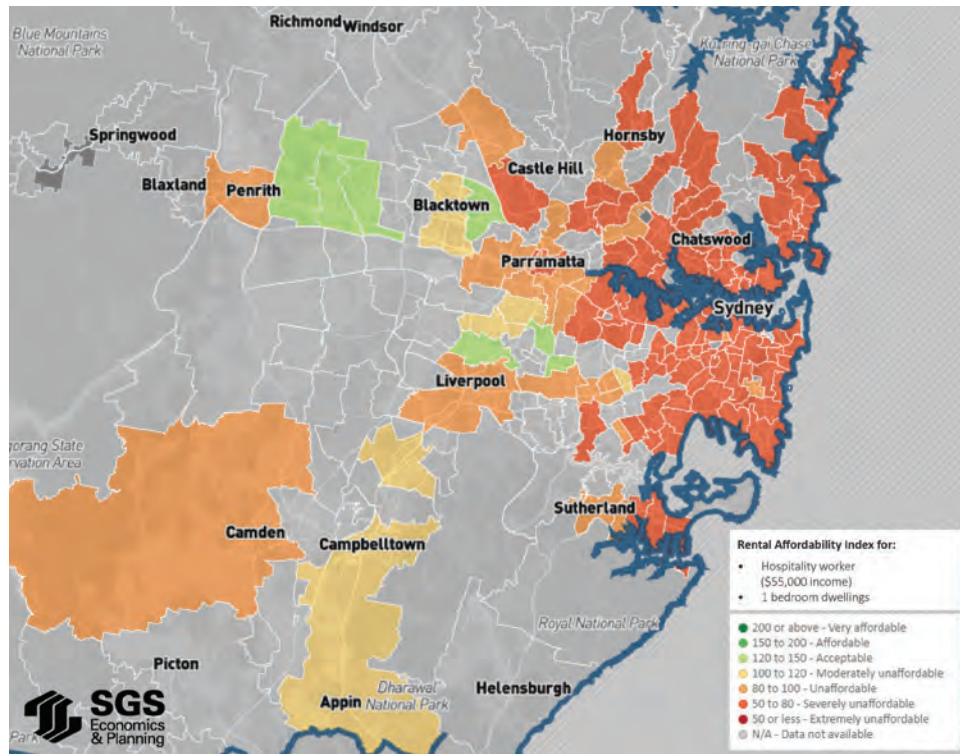 Richmond Windsor
Blue Mountains
National Park
Ku-ring-gai Chase
National Park
Springwood
Hornsby
Castle Hill
Blaxland
Penrith
Blacktown
Chatswood
Parramatta
Sydney
Liverpool
gorang State
rvation Area
Sutherland
Camden
Campbelltown
Royal National Park
Picton
Dharawal
National Park
Appin
Helensburgh
Park
SGS
Economics
& Planning
Rental Affordability Index for:
• Hospitality worker
($55,000 income)
• 1 bedroom dwellings
200 or above - Very affordable
150 to 200 - Affordable
120 to 150 - Acceptable
100 to 120 - Moderately unaffordable
80 to 100 - Unaffordable
50 to 80 - Severely unaffordable
50 or less - Extremely unaffordable
N/A - Data not available